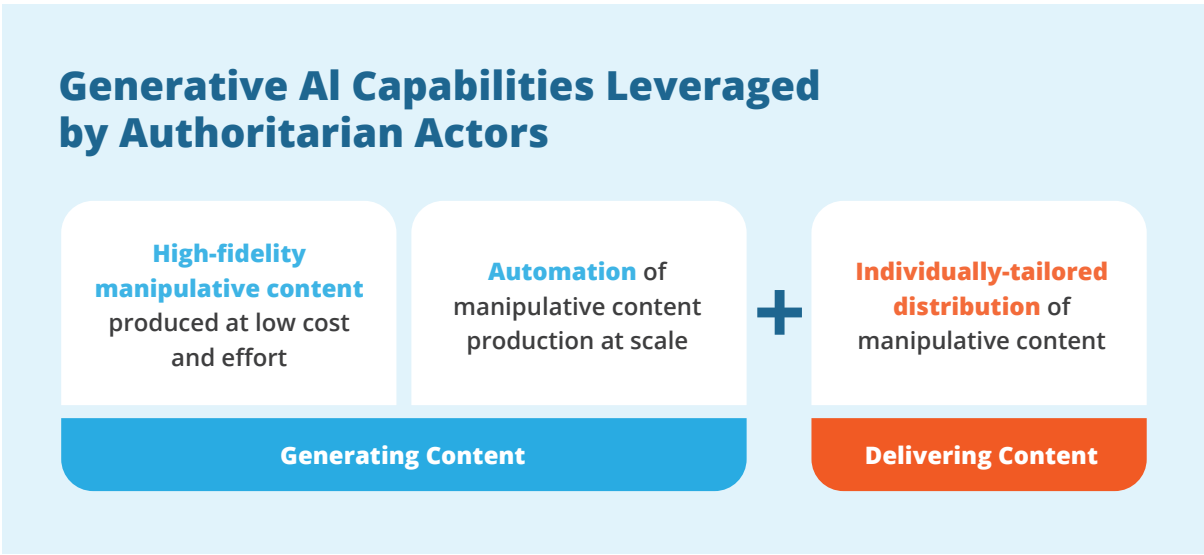 Generative AI Capabilities Leveraged
by Authoritarian Actors
High-fidelity
manipulative content
produced at low cost
and effort
Automation of
manipulative content
production at scale
+
Individually-tailored
distribution of
manipulative content
Generating Content
Delivering Content